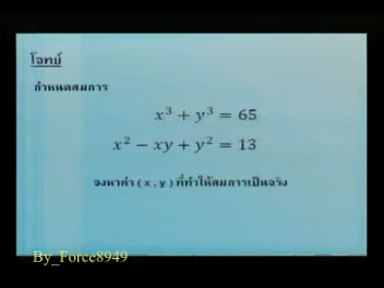 โจทย์
กำหนดสมการ
x³ + y³ = 65
x² − xy + y² = 13
จงหาค่า ( x , y ) ที่ทำให้สมการเป็นจริง
By_Force8949